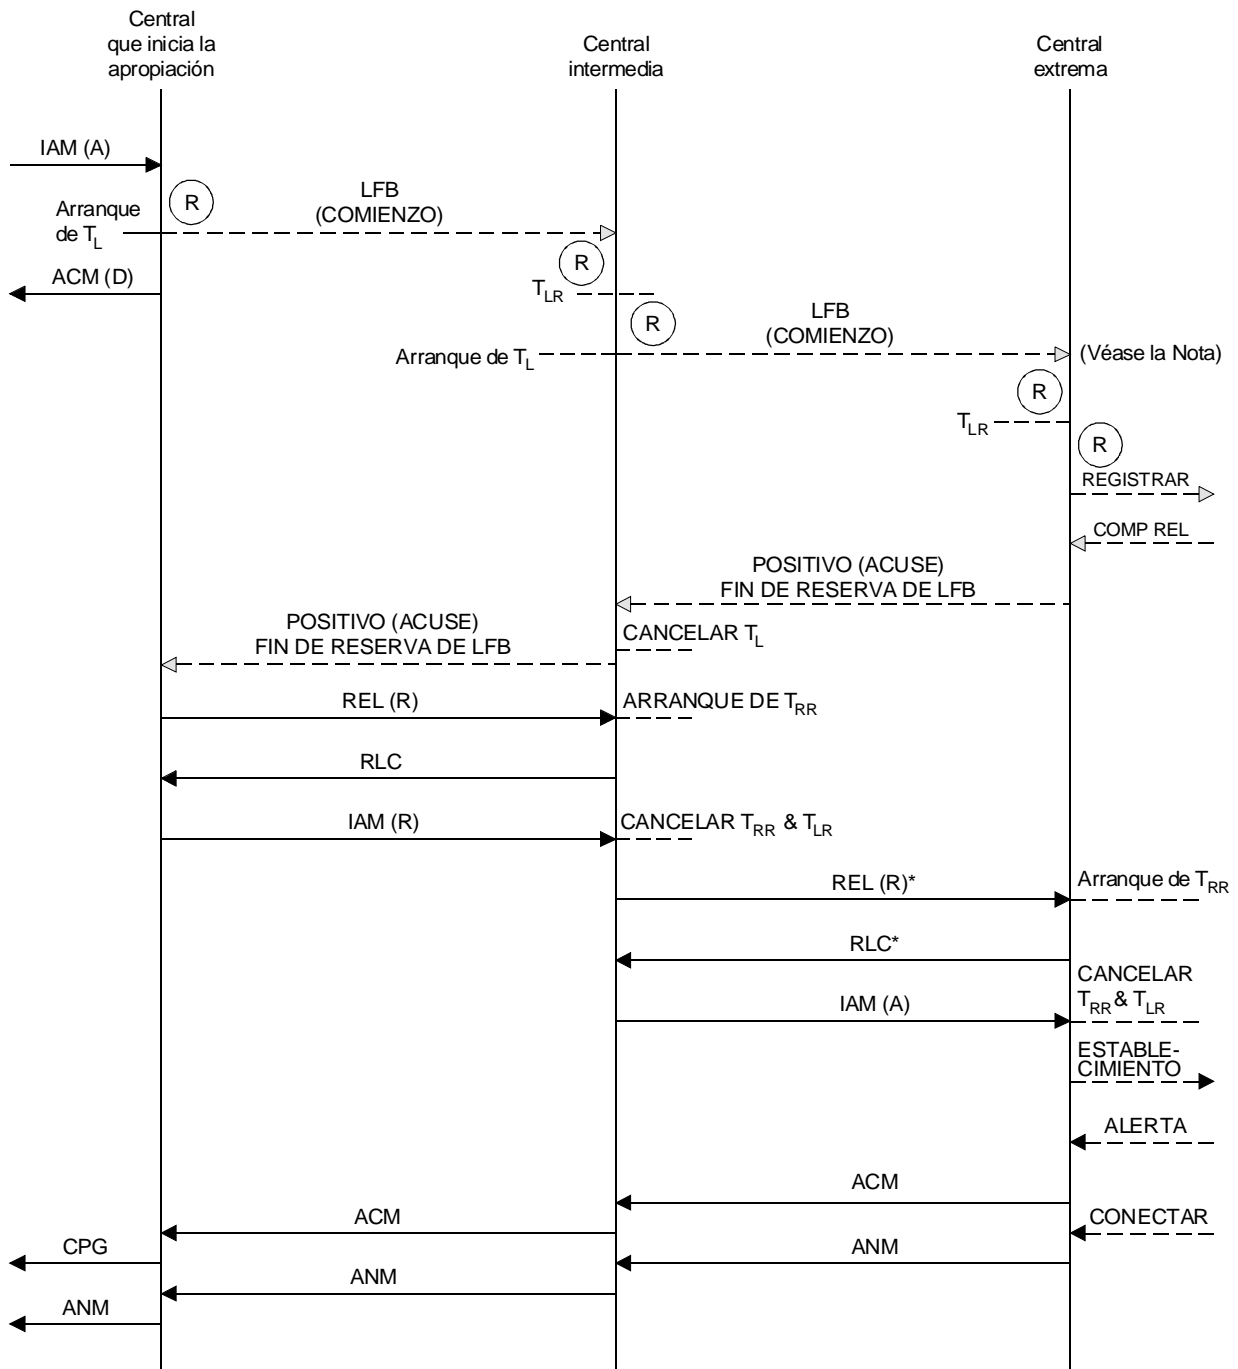 Central
que inicia la
apropiación
Central
intermedia
Central
extrema
IAM (A)
R
LFB
(COMIENZO)
Arranque
de TL
R
ACM (D)
TLR
R
LFB
(COMIENZO)
Arranque de TL
(Véase la Nota)
R
TLR
R
REGISTRAR
COMP REL
POSITIVO (ACUSE)
FIN DE RESERVA DE LFB
POSITIVO (ACUSE)
FIN DE RESERVA DE LFB
CANCELAR TL
REL (R)
ARRANQUE DE TRR
RLC
IAM (R)
CANCELAR TRR & TLR
REL (R)*
Arranque de TRR
RLC*
CANCELAR
TRR & TLR
IAM (A)
ESTABLE-
CIMIENTO
ALERTA
ACM
ACM
CONECTAR
CPG
ANM
ANM
ANM